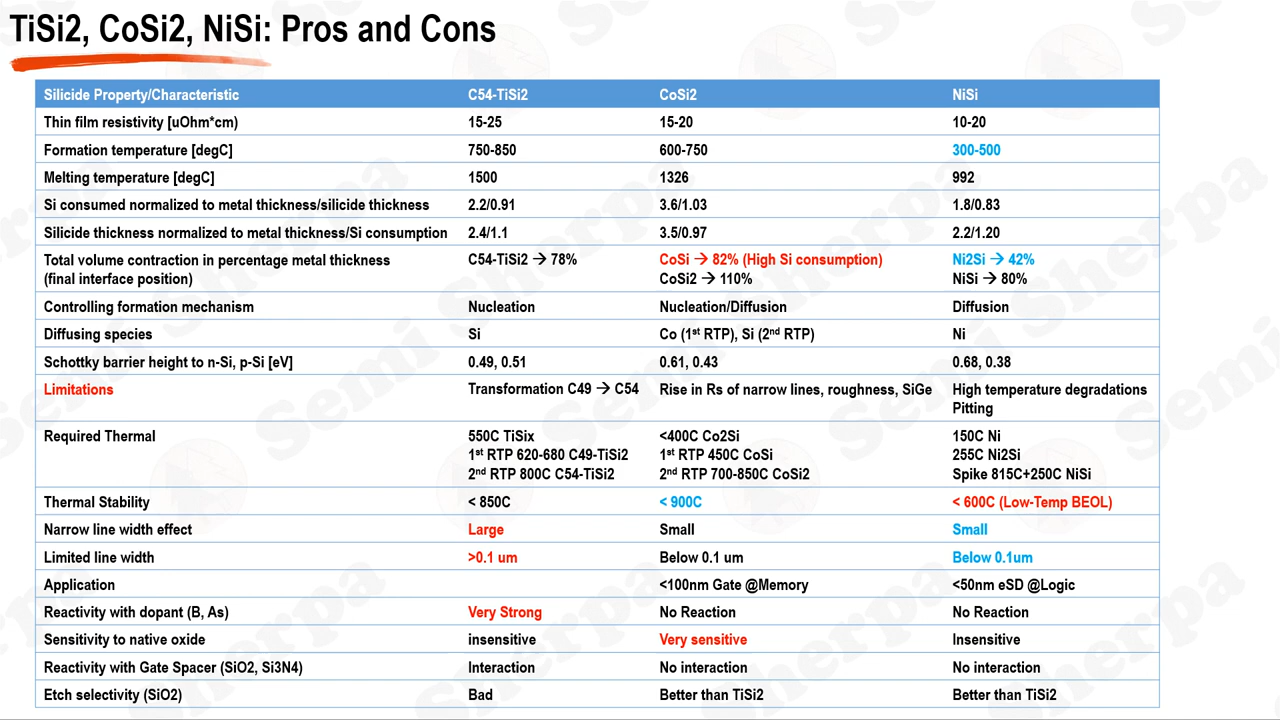 TiSi2, CoSi2, NiSi: Pros and Cons
Silicide Property/Characteristic C54-TiSi2 CoSi2 NiSi
Thin film resistivity [uOhm*cm) 15-25 15-20 10-20
Formation temperature [degC] 750-850 600-750 300-500
Melting temperature [degC] 1500 1326 992
Si consumed normalized to metal thickness/silicide thickness 2.2/0.91 3.6/1.03 1.8/0.83
Silicide thickness normalized to metal thickness/Si consumption 2.4/1.1 3.5/0.97 2.2/1.20
Total volume contraction in percentage metal thickness C54-TiSi2 → 78% CoSi → 82% (High Si consumption) Ni2Si → 42%
(final interface position) CoSi2 → 110% NiSi → 80%
Controlling formation mechanism Nucleation Nucleation/Diffusion Diffusion
Diffusing species Si Co (1st RTP), Si (2nd RTP) Ni
Schottky barrier height to n-Si, p-Si [eV] 0.49, 0.51 0.61, 0.43 0.68, 0.38
Limitations Transformation C49 → C54 Rise in Rs of narrow lines, roughness, SiGe High temperature degradations
Pitting
Required Thermal 550C TiSix <400C Co2Si 150C Ni
1st RTP 620-680 C49-TiSi2 1st RTP 450C CoSi 255C Ni2Si
2nd RTP 800C C54-TiSi2 2nd RTP 700-850C CoSi2 Spike 815C+250C NiSi
Thermal Stability < 850C < 900C < 600C (Low-Temp BEOL)
Narrow line width effect Large Small Small
Limited line width >0.1 um Below 0.1 um Below 0.1um
Application <100nm Gate @Memory <50nm eSD @Logic
Reactivity with dopant (B, As) Very Strong No Reaction No Reaction
Sensitivity to native oxide insensitive Very sensitive Insensitive
Reactivity with Gate Spacer (SiO2, Si3N4) Interaction No interaction No interaction
Etch selectivity (SiO2) Bad Better than TiSi2 Better than TiSi2
Semi Sherpa